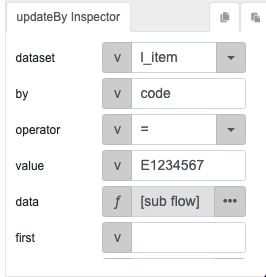 updateBy Inspector
dataset v l_item
by v code
operator v =
value v E1234567
data f [sub flow] •••
first v